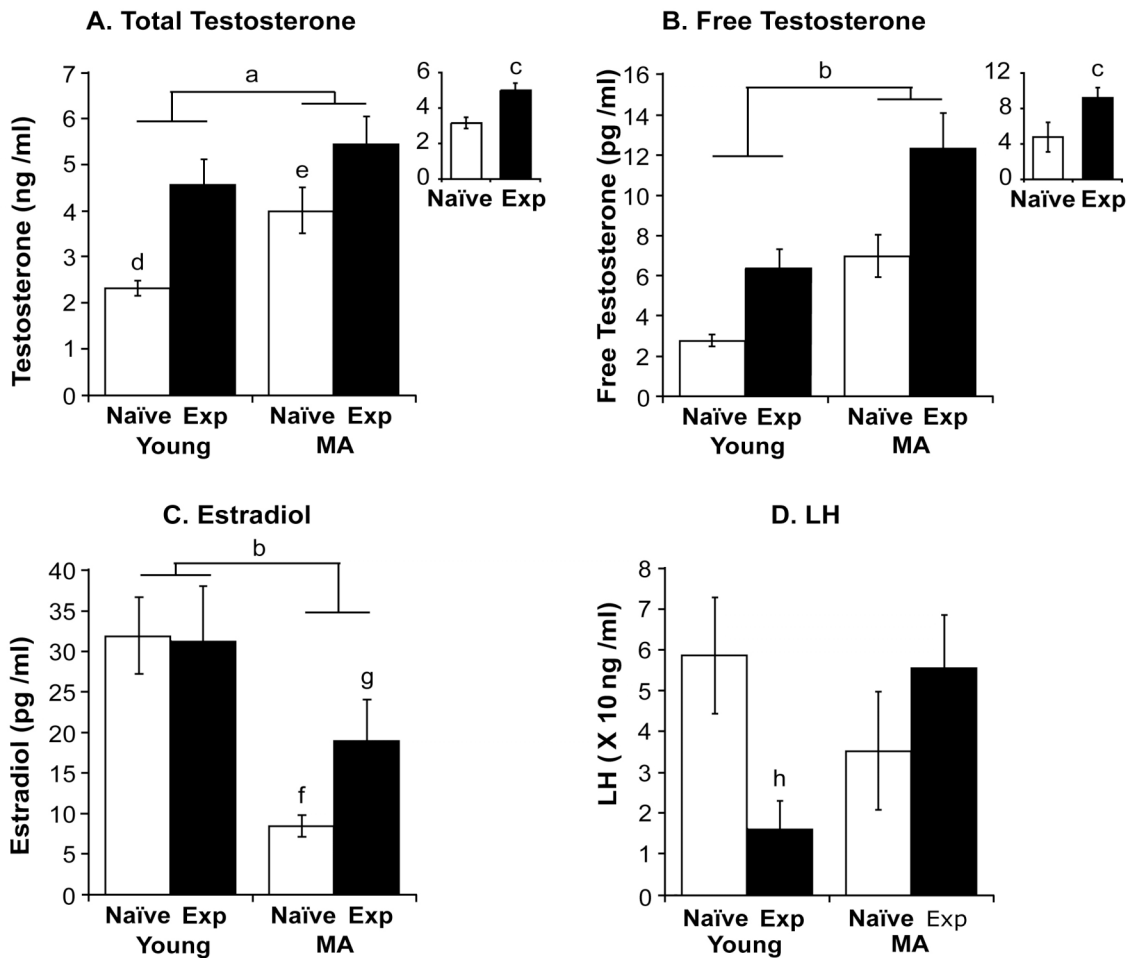 A. Total Testosterone
Testosterone (ng /ml)
7
6
5
4
3
2
1
0
a
d
e
Naïve Exp Naïve Exp
Young MA
6
4
2
0
c
Naïve Exp
B. Free Testosterone
Free Testosterone (pg /ml)
16
14
12
10
8
6
4
2
0
b
Naïve Exp Naïve Exp
Young MA
12
8
4
0
c
Naïve Exp
C. Estradiol
Estradiol (pg /ml)
40
35
30
25
20
15
10
5
0
b
f
g
Naïve Exp Naïve Exp
Young MA
D. LH
LH ( X 10 ng /ml)
8
7
6
5
4
3
2
1
0
h
Naïve Exp Naïve Exp
Young MA